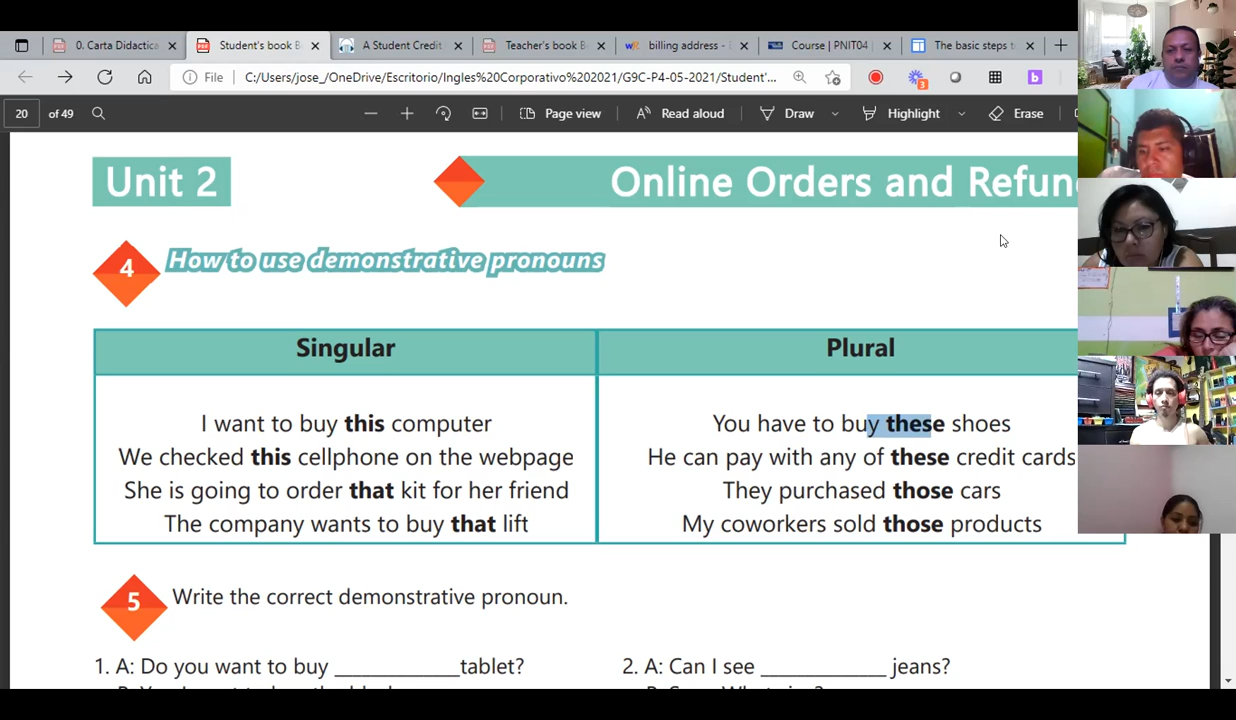 0. Carta Didactica
Student's book B
A Student Credit
Teacher's book B
billing address -
Course | PNIT04
The basic steps t
File
C:/Users/jose_/OneDrive/Escritorio/Ingles%20Corporativo%202021/G9C-P4-05-2021/Student'...
3
b
20 of 49
Page view
Read aloud
Draw
Highlight
Erase
Unit 2
Online Orders and Refun
4
How to use demonstrative pronouns
Singular
I want to buy this computer
We checked this cellphone on the webpage
She is going to order that kit for her friend
The company wants to buy that lift
Plural
You have to buy these shoes
He can pay with any of these credit cards
They purchased those cars
My coworkers sold those products
5
Write the correct demonstrative pronoun.
1. A: Do you want to buy ____________tablet?
2. A: Can I see ____________ jeans?